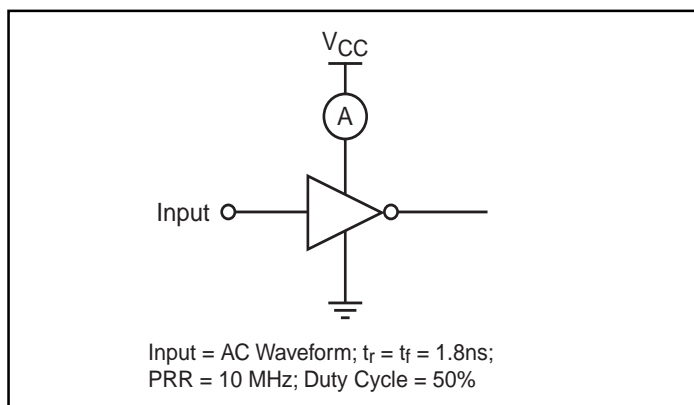 VCC
A
Input
Input = AC Waveform; tr = tf = 1.8ns;
PRR = 10 MHz; Duty Cycle = 50%